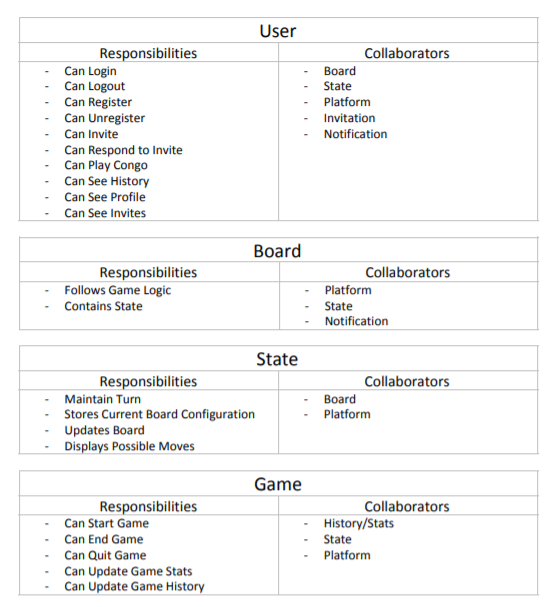 User
Responsibilities
Collaborators
- Can Login
- Can Logout
- Can Register
- Can Unregister
- Can Invite
- Can Respond to Invite
- Can Play Congo
- Can See History
- Can See Profile
- Can See Invites
- Board
- State
- Platform
- Invitation
- Notification
Board
Responsibilities
Collaborators
- Follows Game Logic
- Contains State
- Platform
- State
- Notification
State
Responsibilities
Collaborators
- Maintain Turn
- Stores Current Board Configuration
- Updates Board
- Displays Possible Moves
- Board
- Platform
Game
Responsibilities
Collaborators
- Can Start Game
- Can End Game
- Can Quit Game
- Can Update Game Stats
- Can Update Game History
- History/Stats
- State
- Platform